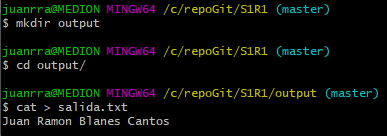 juanrra@MEDION MINGW64 /c/repoGit/S1R1 (master)
$ mkdir output
juanrra@MEDION MINGW64 /c/repoGit/S1R1 (master)
$ cd output/
juanrra@MEDION MINGW64 /c/repoGit/S1R1/output (master)
$ cat > salida.txt
Juan Ramon Blanes Cantos